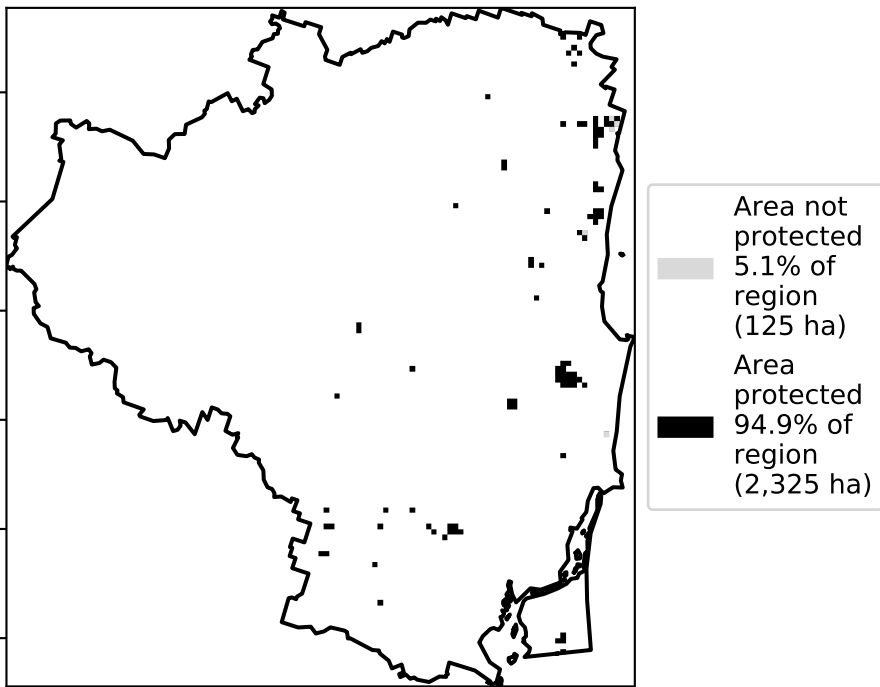 Area not
protected
5.1% of
region
(125 ha)
Area
protected
94.9% of
region
(2,325 ha)